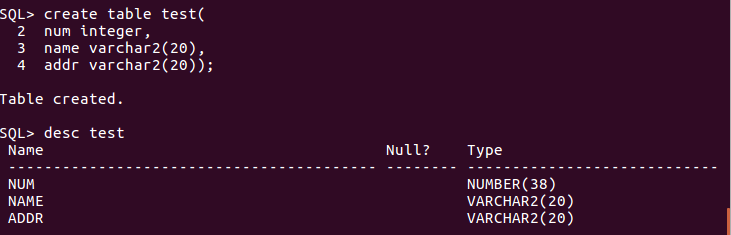 SQL> create table test(
  2  num integer,
  3  name varchar2(20),
  4  addr varchar2(20));
Table created.
SQL> desc test
 Name                                      Null?    Type
 ----------------------------------------- -------- ----------------------------
 NUM                                                NUMBER(38)
 NAME                                               VARCHAR2(20)
 ADDR                                               VARCHAR2(20)